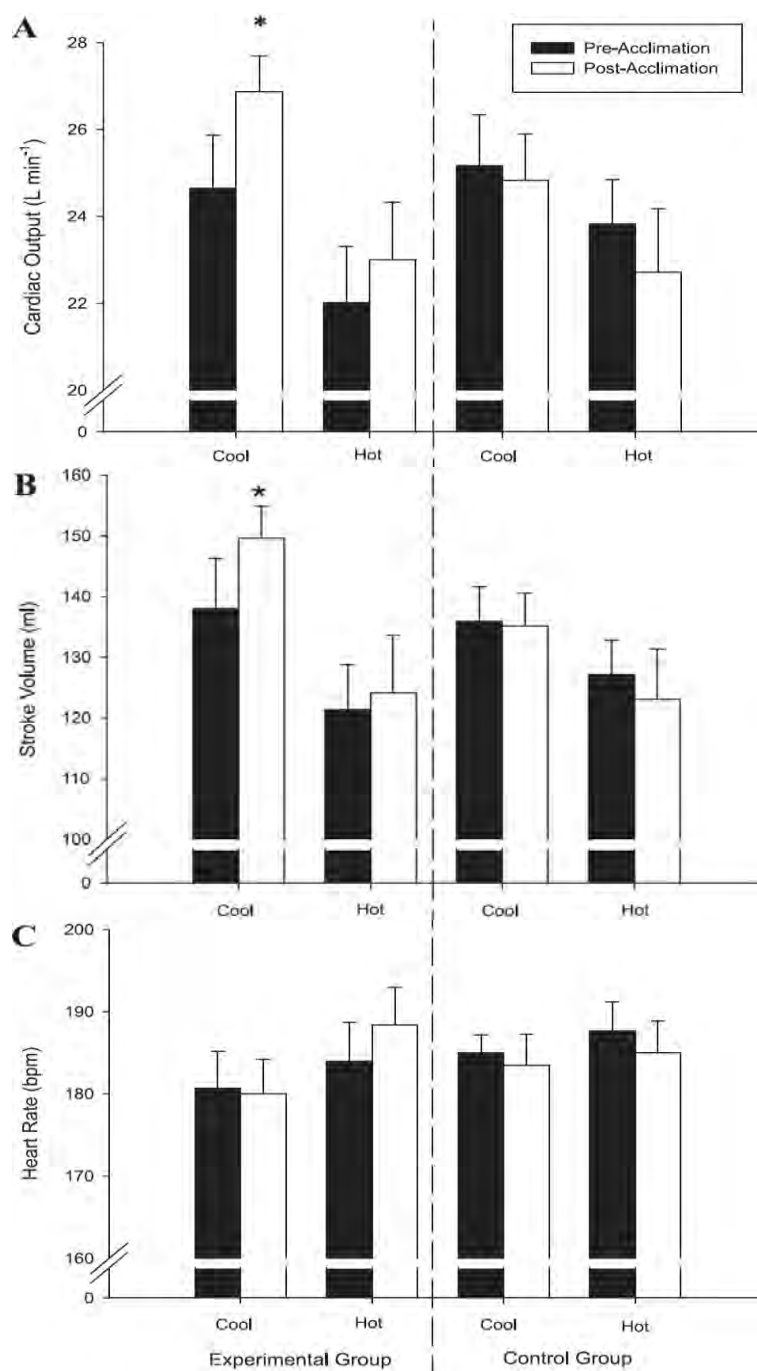 A
*
Pre-Acclimation
Post-Acclimation
28
26
24
22
20
0
Cardiac Output (L min⁻¹)
Cool
Hot
Cool
Hot
B
*
160
150
140
130
120
110
100
0
Stroke Volume (ml)
Cool
Hot
Cool
Hot
C
200
190
180
170
160
0
Heart Rate (bpm)
Cool
Hot
Cool
Hot
Experimental Group
Control Group